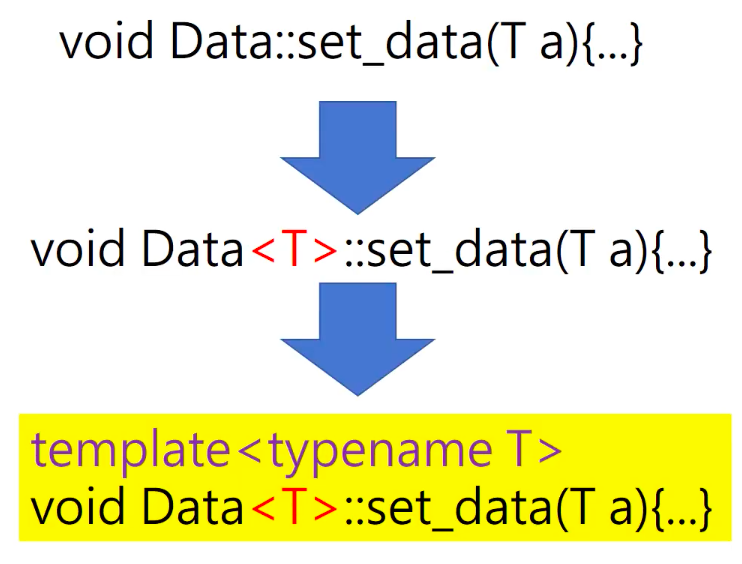 void Data::set_data(T a){...}
void Data<T>::set_data(T a){...}
template<typename T>
void Data<T>::set_data(T a){...}